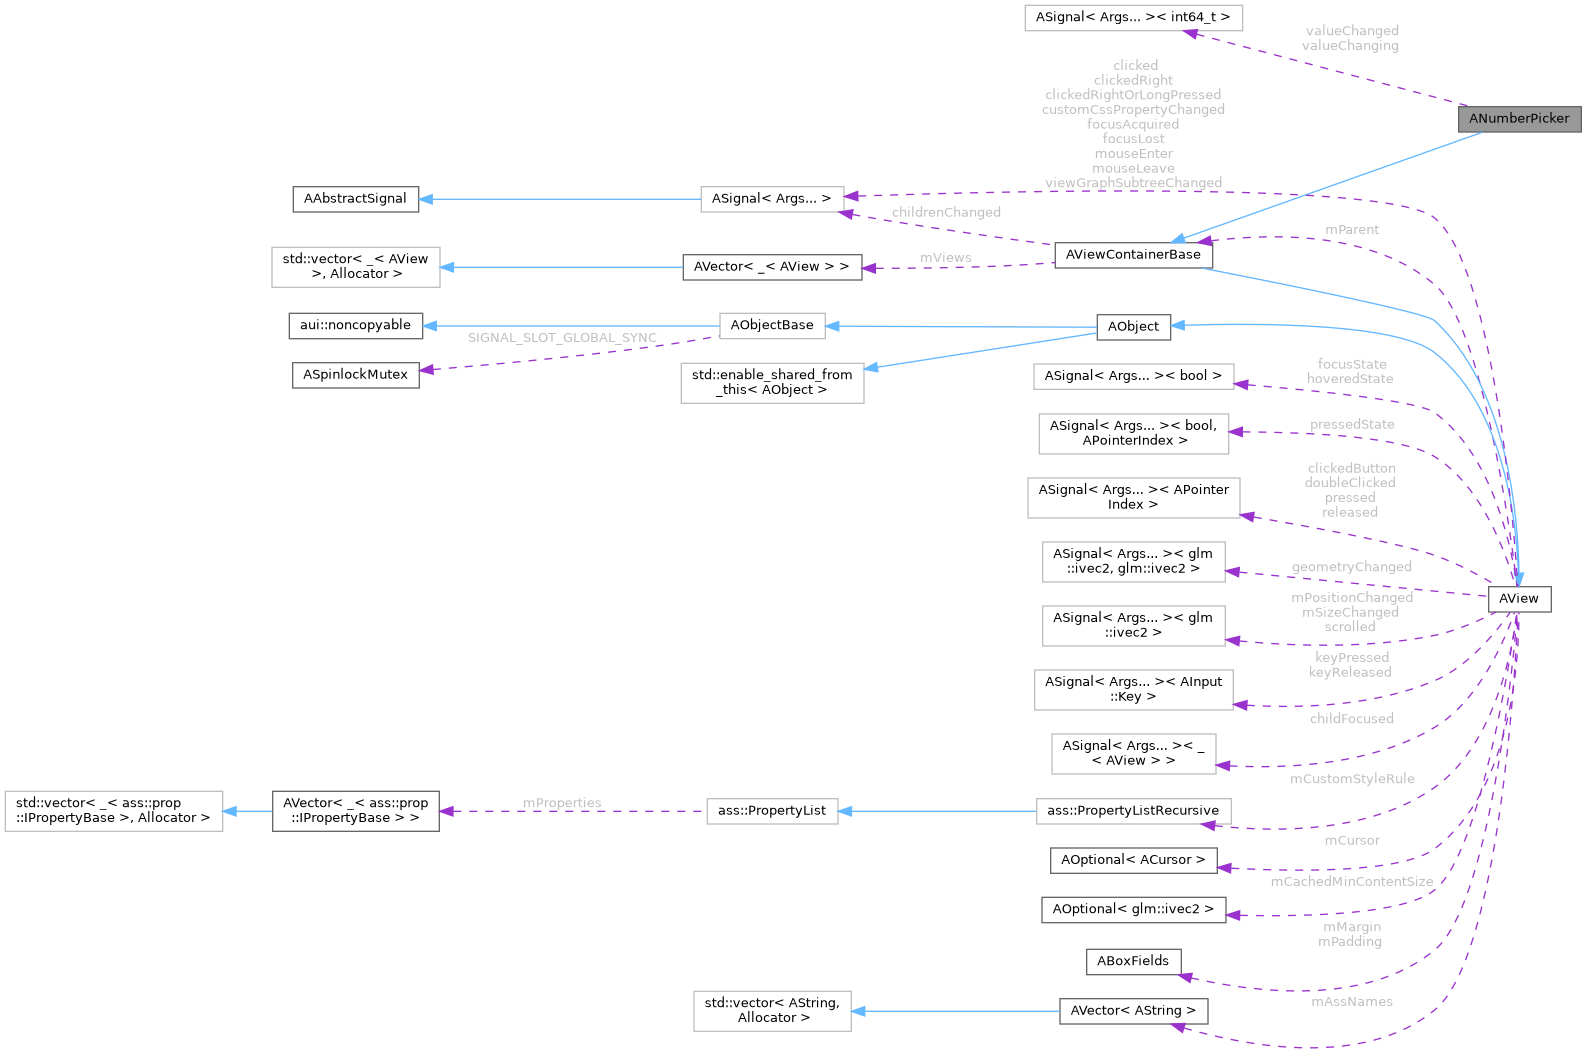 ASignal< Args... >< int64_t >
valueChanged
valueChanging
ANumberPicker
clicked
clickedRight
clickedRightOrLongPressed
customCssPropertyChanged
focusAcquired
focusLost
mouseEnter
mouseLeave
viewGraphSubtreeChanged
AAbstractSignal
ASignal< Args... >
childrenChanged
mParent
std::vector< _< AView
>, Allocator >
AVector< _< AView > >
mViews
AViewContainerBase
aui::noncopyable
AObjectBase
AObject
SIGNAL_SLOT_GLOBAL_SYNC
ASpinlockMutex
std::enable_shared_from
_this< AObject >
ASignal< Args... >< bool >
focusState
hoveredState
ASignal< Args... >< bool,
APointerIndex >
pressedState
ASignal< Args... >< APointer
Index >
clickedButton
doubleClicked
pressed
released
ASignal< Args... >< glm
::ivec2, glm::ivec2 >
geometryChanged
AView
ASignal< Args... >< glm
::ivec2 >
mPositionChanged
mSizeChanged
scrolled
ASignal< Args... >< AInput
::Key >
keyPressed
keyReleased
ASignal< Args... >< _
< AView > >
childFocused
std::vector< _< ass::prop
::IPropertyBase >, Allocator >
AVector< _< ass::prop
::IPropertyBase > >
mProperties
ass::PropertyList
ass::PropertyListRecursive
mCustomStyleRule
AOptional< ACursor >
mCursor
AOptional< glm::ivec2 >
mCachedMinContentSize
ABoxFields
mMargin
mPadding
std::vector< AString,
Allocator >
AVector< AString >
mAssNames